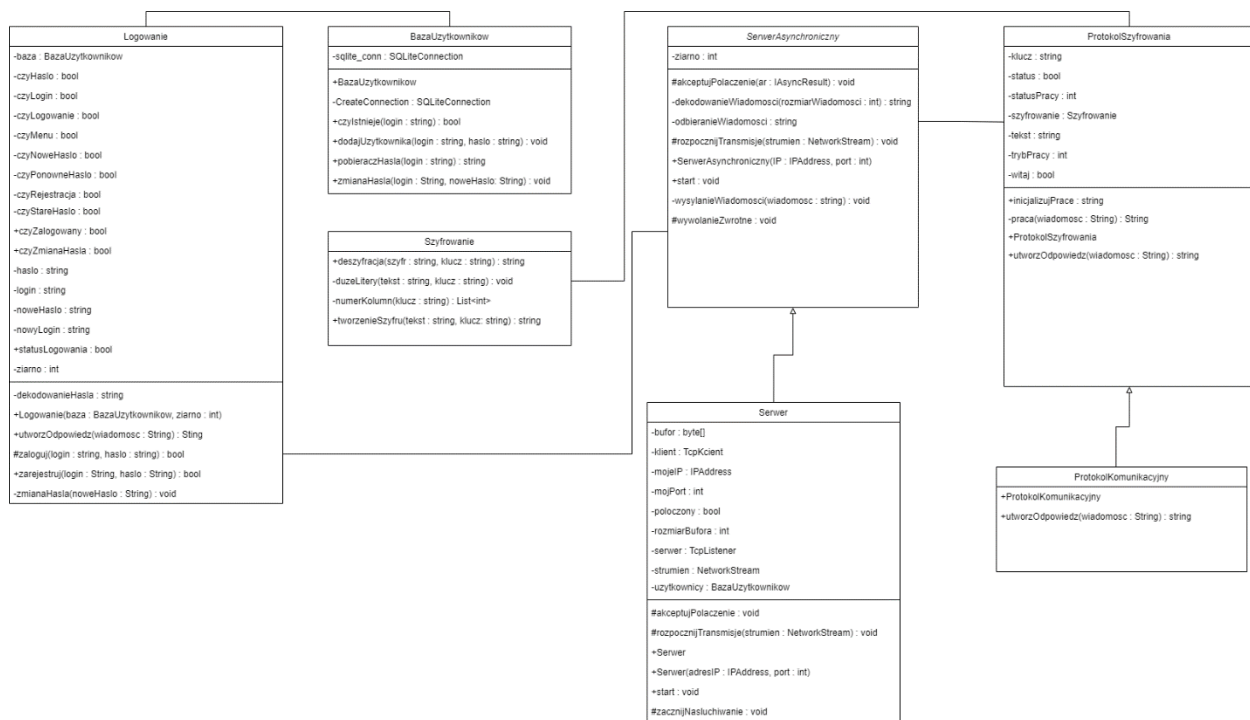 Logowanie
-baza : BazaUzytkownikow
-czyHaslo : bool
-czyLogin : bool
-czyLogowanie : bool
-czyMenu : bool
-czyNoweHaslo : bool
-czyPonowneHaslo : bool
-czyRejestracja : bool
-czyStareHaslo : bool
+czyZalogowany : bool
+czyZmianaHasla : bool
-haslo : string
-login : string
-noweHaslo : string
-nowyLogin : string
+statusLogowania : bool
-ziarno : int
-dekodowanieHasla : string
+Logowanie(baza : BazaUzytkownikow, ziarno : int)
+utworzOdpowiedz(wiadomosc : String) : Sting
#zaloguj(login : string, haslo : string) : bool
+zarejestruj(login : String, haslo : String) : bool
-zmianaHasla(noweHaslo : String) : void
BazaUzytkownikow
-sqlite_conn : SQLiteConnection
+BazaUzytkownikow
-CreateConnection : SQLiteConnection
+czyIstnieje(login : string) : bool
+dodajUzytkownika(login : string, haslo : string) : void
+pobieraczHasla(login : string) : string
+zmianaHasla(login : String, noweHaslo: String) : void
Szyfrowanie
+deszyfracja(szyfr : string, klucz : string) : string
-duzeLitery(tekst : string, klucz : string) : void
-numerKolumn(klucz : string) : List<int>
+tworzenieSzyfru(tekst : string, klucz: string) : string
SerwerAsynchroniczny
-ziarno : int
#akceptujPolaczenie(ar : IAsyncResult) : void
-dekodowanieWiadomosci(rozmiarWiadomosci : int) : string
-odbieranieWiadomosci : string
#rozpocznijTransmisje(strumien : NetworkStream) : void
+SerwerAsynchroniczny(IP : IPAddress, port : int)
+start : void
-wysylanieWiadomosci(wiadomosc : string) : void
#wywolanieZwrotne : void
Serwer
-bufor : byte[]
-klient : TcpKcient
-mojeIP : IPAddress
-mojPort : int
-poloczony : bool
-rozmiarBufora : int
-serwer : TcpListener
-strumien : NetworkStream
-uzytkownicy : BazaUzytkownikow
#akceptujPolaczenie : void
#rozpocznijTransmisje(strumien : NetworkStream) : void
+Serwer
+Serwer(adresIP : IPAddress, port : int)
+start : void
#zacznijNasluchiwanie : void
ProtokolSzyfrowania
-klucz : string
-status : bool
-statusPracy : int
-szyfrowanie : Szyfrowanie
-tekst : string
-trybPracy : int
-witaj : bool
+inicjalizujPrace : string
-praca(wiadomosc : String) : String
+ProtokolSzyfrowania
+utworzOdpowiedz(wiadomosc : String) : string
ProtokolKomunikacyjny
+ProtokolKomunikacyjny
+utworzOdpowiedz(wiadomosc : String) : string